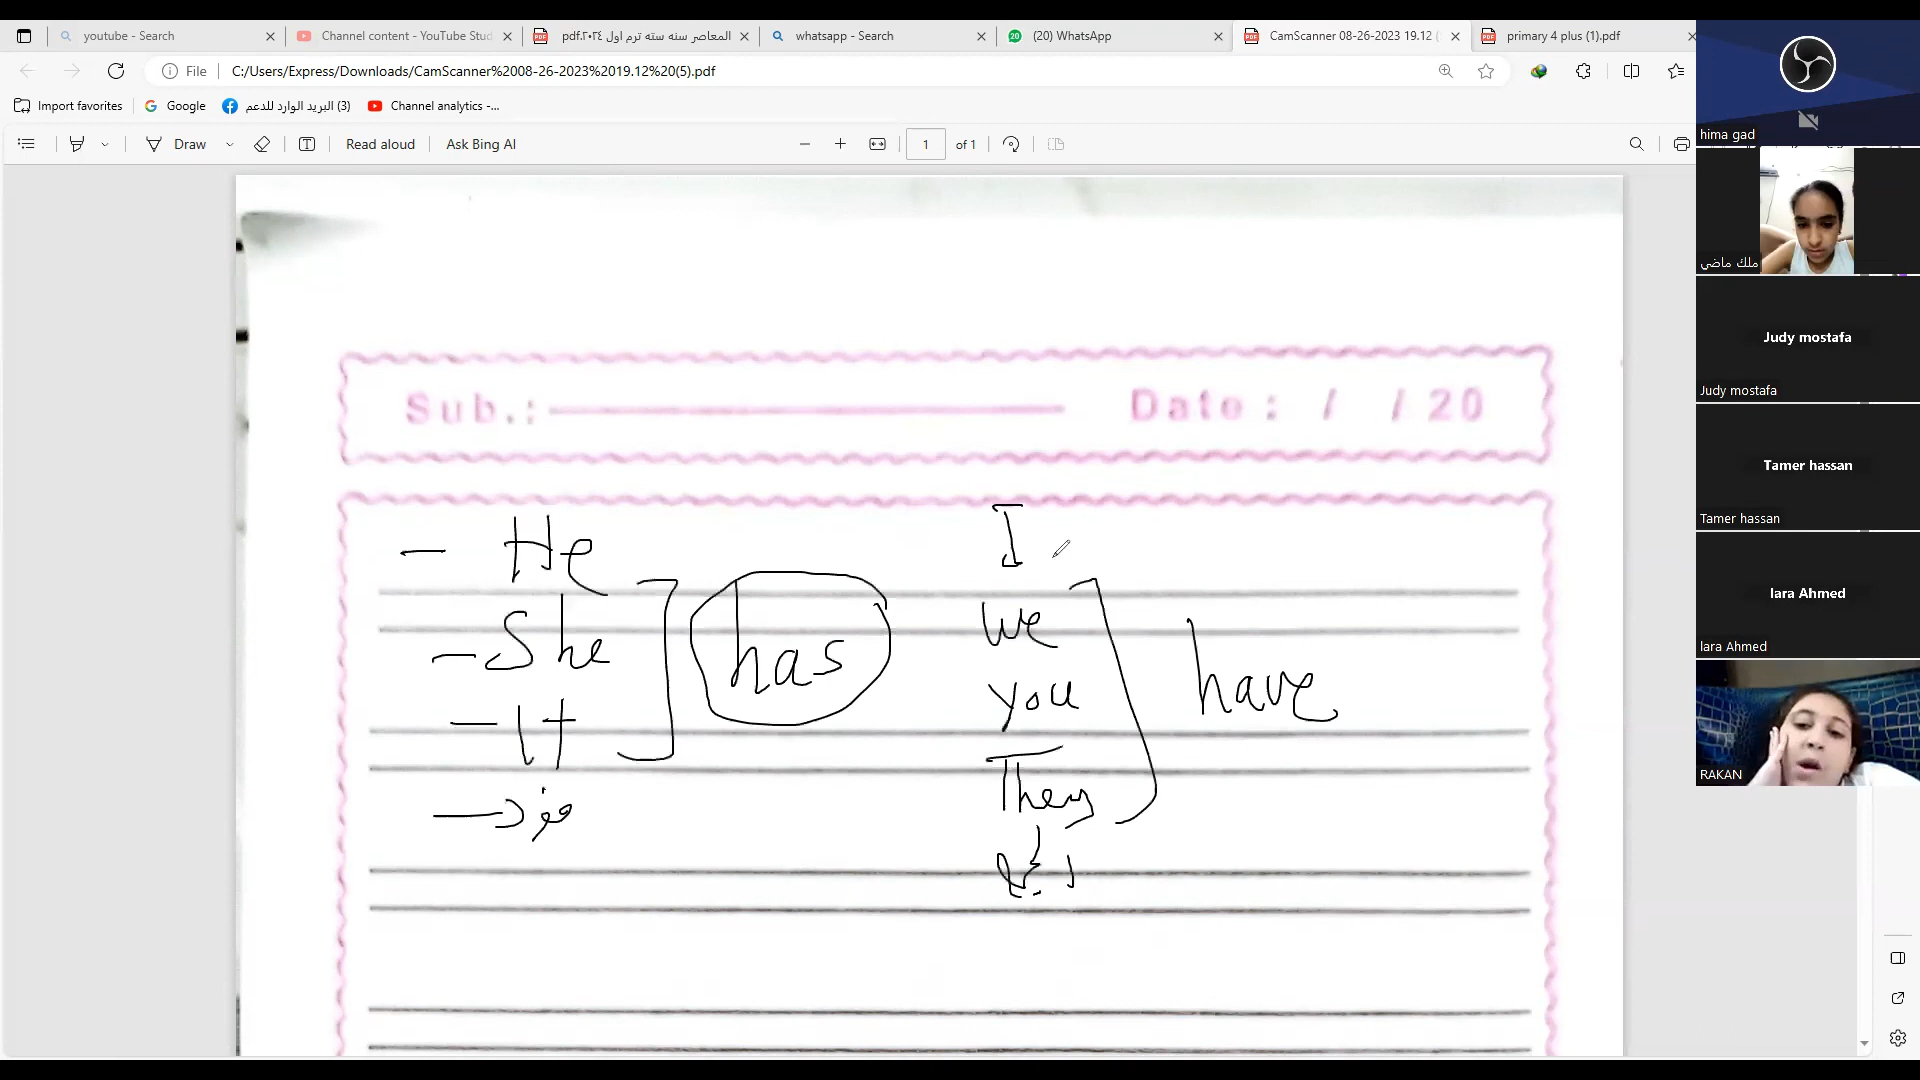 youtube - Search
Channel content - YouTube Stud
المعاصر سنه سته ترم اول ٢٠٢٤.pdf
whatsapp - Search
(20) WhatsApp
CamScanner 08-26-2023 19.12 (
primary 4 plus (1).pdf
File
C:/Users/Express/Downloads/CamScanner%2008-26-2023%2019.12%20(5).pdf
Import favorites
Google
(3) البريد الوارد للدعم
Channel analytics -...
Draw
Read aloud
Ask Bing AI
1
of 1
Sub.:
Date: / / 20
- He
- She
- It
- مفرد
has
I
we
you
They
have
hima gad
ملك ماضي
Judy mostafa
Judy mostafa
Tamer hassan
Tamer hassan
lara Ahmed
lara Ahmed
RAKAN